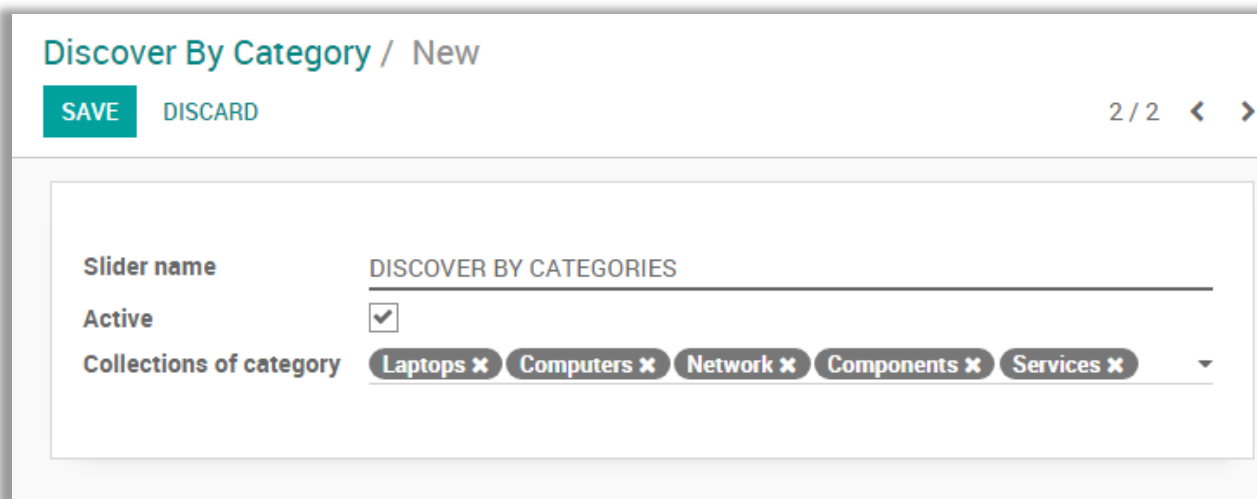 Discover By Category / New
SAVE DISCARD 2 / 2
Slider name DISCOVER BY CATEGORIES
Active
Collections of category Laptops Computers Network Components Services